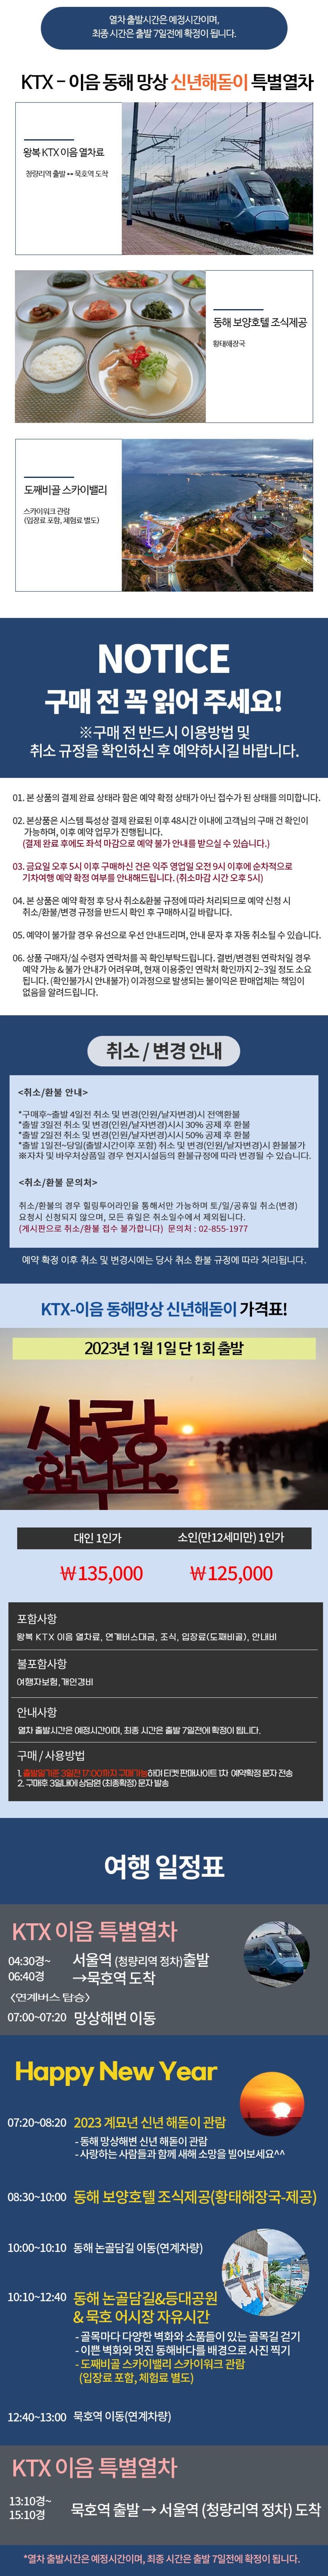 열차 출발시간은 예정시간이며,
최종 시간은 출발 7일전에 확정이 됩니다.
KTX – 이음 동해 망상 신년해돋이 특별열차
왕복 KTX 이음 열차료
청량리역 출발 ↔ 묵호역 도착
동해 보양호텔 조식제공
황태해장국
도째비골 스카이밸리
스카이워크 관람
(입장료 포함, 체험료 별도)
NOTICE
구매 전 꼭 읽어 주세요!
※구매 전 반드시 이용방법 및
취소 규정을 확인하신 후 예약하시길 바랍니다.
01. 본 상품의 결제 완료 상태라 함은 예약 확정 상태가 아닌 접수가 된 상태를 의미합니다.
02. 본상품은 시스템 특성상 결제 완료된 이후 48시간 이내에 고객님의 구매 건 확인이
가능하며, 이후 예약 업무가 진행됩니다.
(결제 완료 후에도 좌석 마감으로 예약 불가 안내를 받으실 수 있습니다.)
03. 금요일 오후 5시 이후 구매하신 건은 익주 영업일 오전 9시 이후에 순차적으로
기차여행 예약 확정 여부를 안내해드립니다. (취소마감 시간 오후 5시)
04. 본 상품은 예약 확정 후 당사 취소&환불 규정에 따라 처리되므로 예약 신청 시
취소/환불/변경 규정을 반드시 확인 후 구매하시길 바랍니다.
05. 예약이 불가할 경우 유선으로 우선 안내드리며, 안내 문자 후 자동 취소될 수 있습니다.
06. 상품 구매자/실 수령자 연락처를 꼭 확인부탁드립니다. 결번/변경된 연락처일 경우
예약 가능 & 불가 안내가 어려우며, 현재 이용중인 연락처 확인까지 2~3일 정도 소요
됩니다. (확인불가시 안내불가) 이과정으로 발생되는 불이익은 판매업체는 책임이
없음을 알려드립니다.
취소 / 변경 안내
<취소/환불 안내>
*구매후~출발 4일전 취소 및 변경(인원/날자변경)시 전액환불
*출발 3일전 취소 및 변경(인원/날자변경)시시 30% 공제 후 환불
*출발 2일전 취소 및 변경(인원/날자변경)시시 50% 공제 후 환불
*출발 1일전~당일(출발시간이후 포함) 취소 및 변경(인원/날자변경)시 환불불가
※지차 및 바우처상품일 경우 현지시설등의 환불규정에 따라 변경될 수 있습니다.
<취소/환불 문의처>
취소/환불의 경우 힐링투어라인을 통해서만 가능하며 토/일/공휴일 취소(변경)
요청시 신청되지 않으며, 모든 휴일은 취소일수에서 제외됩니다.
(게시판으로 취소/환불 접수 불가합니다) 문의처 : 02-855-1977
예약 확정 이후 취소 및 변경시에는 당사 취소 환불 규정에 따라 처리됩니다.
KTX-이음 동해망상 신년해돋이 가격표!
2023년 1월 1일 단 1회 출발
사랑
합니다
대인 1인가 소인(만12세미만) 1인가
₩135,000 ₩125,000
포함사항
왕복 KTX 이음 열차료, 연계버스대금, 조식, 입장료(도째비골), 안내비
불포함사항
여행자보험, 개인경비
안내사항
열차 출발시간은 예정시간이며, 최종 시간은 출발 7일전에 확정이 됩니다.
구매 / 사용방법
1. 출발일기준 3일전 17:00까지 구매가능하며 티켓 판매사이트 1차 예약확정 문자 전송
2. 구매후 3일내에 상담원 (최종확정) 문자 발송
여행 일정표
KTX 이음 특별열차
04:30경~ 서울역 (청량리역 정차)출발
06:40경 →묵호역 도착
<연계버스 탑승>
07:00~07:20 망상해변 이동
Happy New Year
07:20~08:20 2023 계묘년 신년 해돋이 관람
- 동해 망상해변 신년 해돋이 관람
- 사랑하는 사람들과 함께 새해 소망을 빌어보세요^^
08:30~10:00 동해 보양호텔 조식제공(황태해장국-제공)
10:00~10:10 동해 논골담길 이동(연계차량)
10:10~12:40 동해 논골담길&등대공원
& 묵호 어시장 자유시간
- 골목마다 다양한 벽화와 소품들이 있는 골목길 걷기
- 이쁜 벽화와 멋진 동해바다를 배경으로 사진 찍기
- 도째비골 스카이밸리 스카이워크 관람
(입장료 포함, 체험료 별도)
12:40~13:00 묵호역 이동(연계차량)
KTX 이음 특별열차
13:10경~
15:10경 묵호역 출발 → 서울역 (청량리역 정차) 도착
*열차 출발시간은 예정시간이며, 최종 시간은 출발 7일전에 확정이 됩니다.